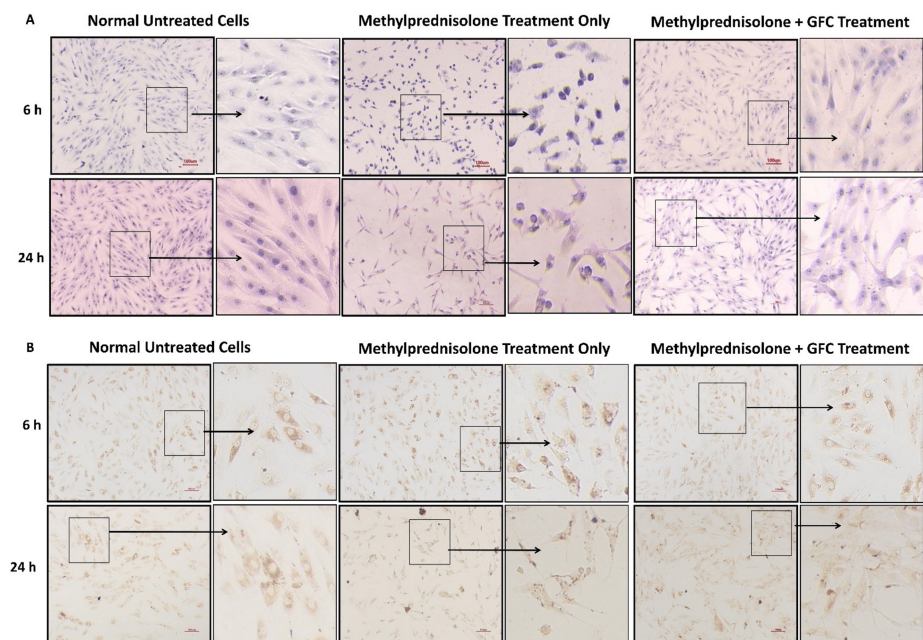 A
Normal Untreated Cells Methylprednisolone Treatment Only Methylprednisolone + GFC Treatment
6 h
100um
24 h
B
Normal Untreated Cells Methylprednisolone Treatment Only Methylprednisolone + GFC Treatment
6 h
24 h